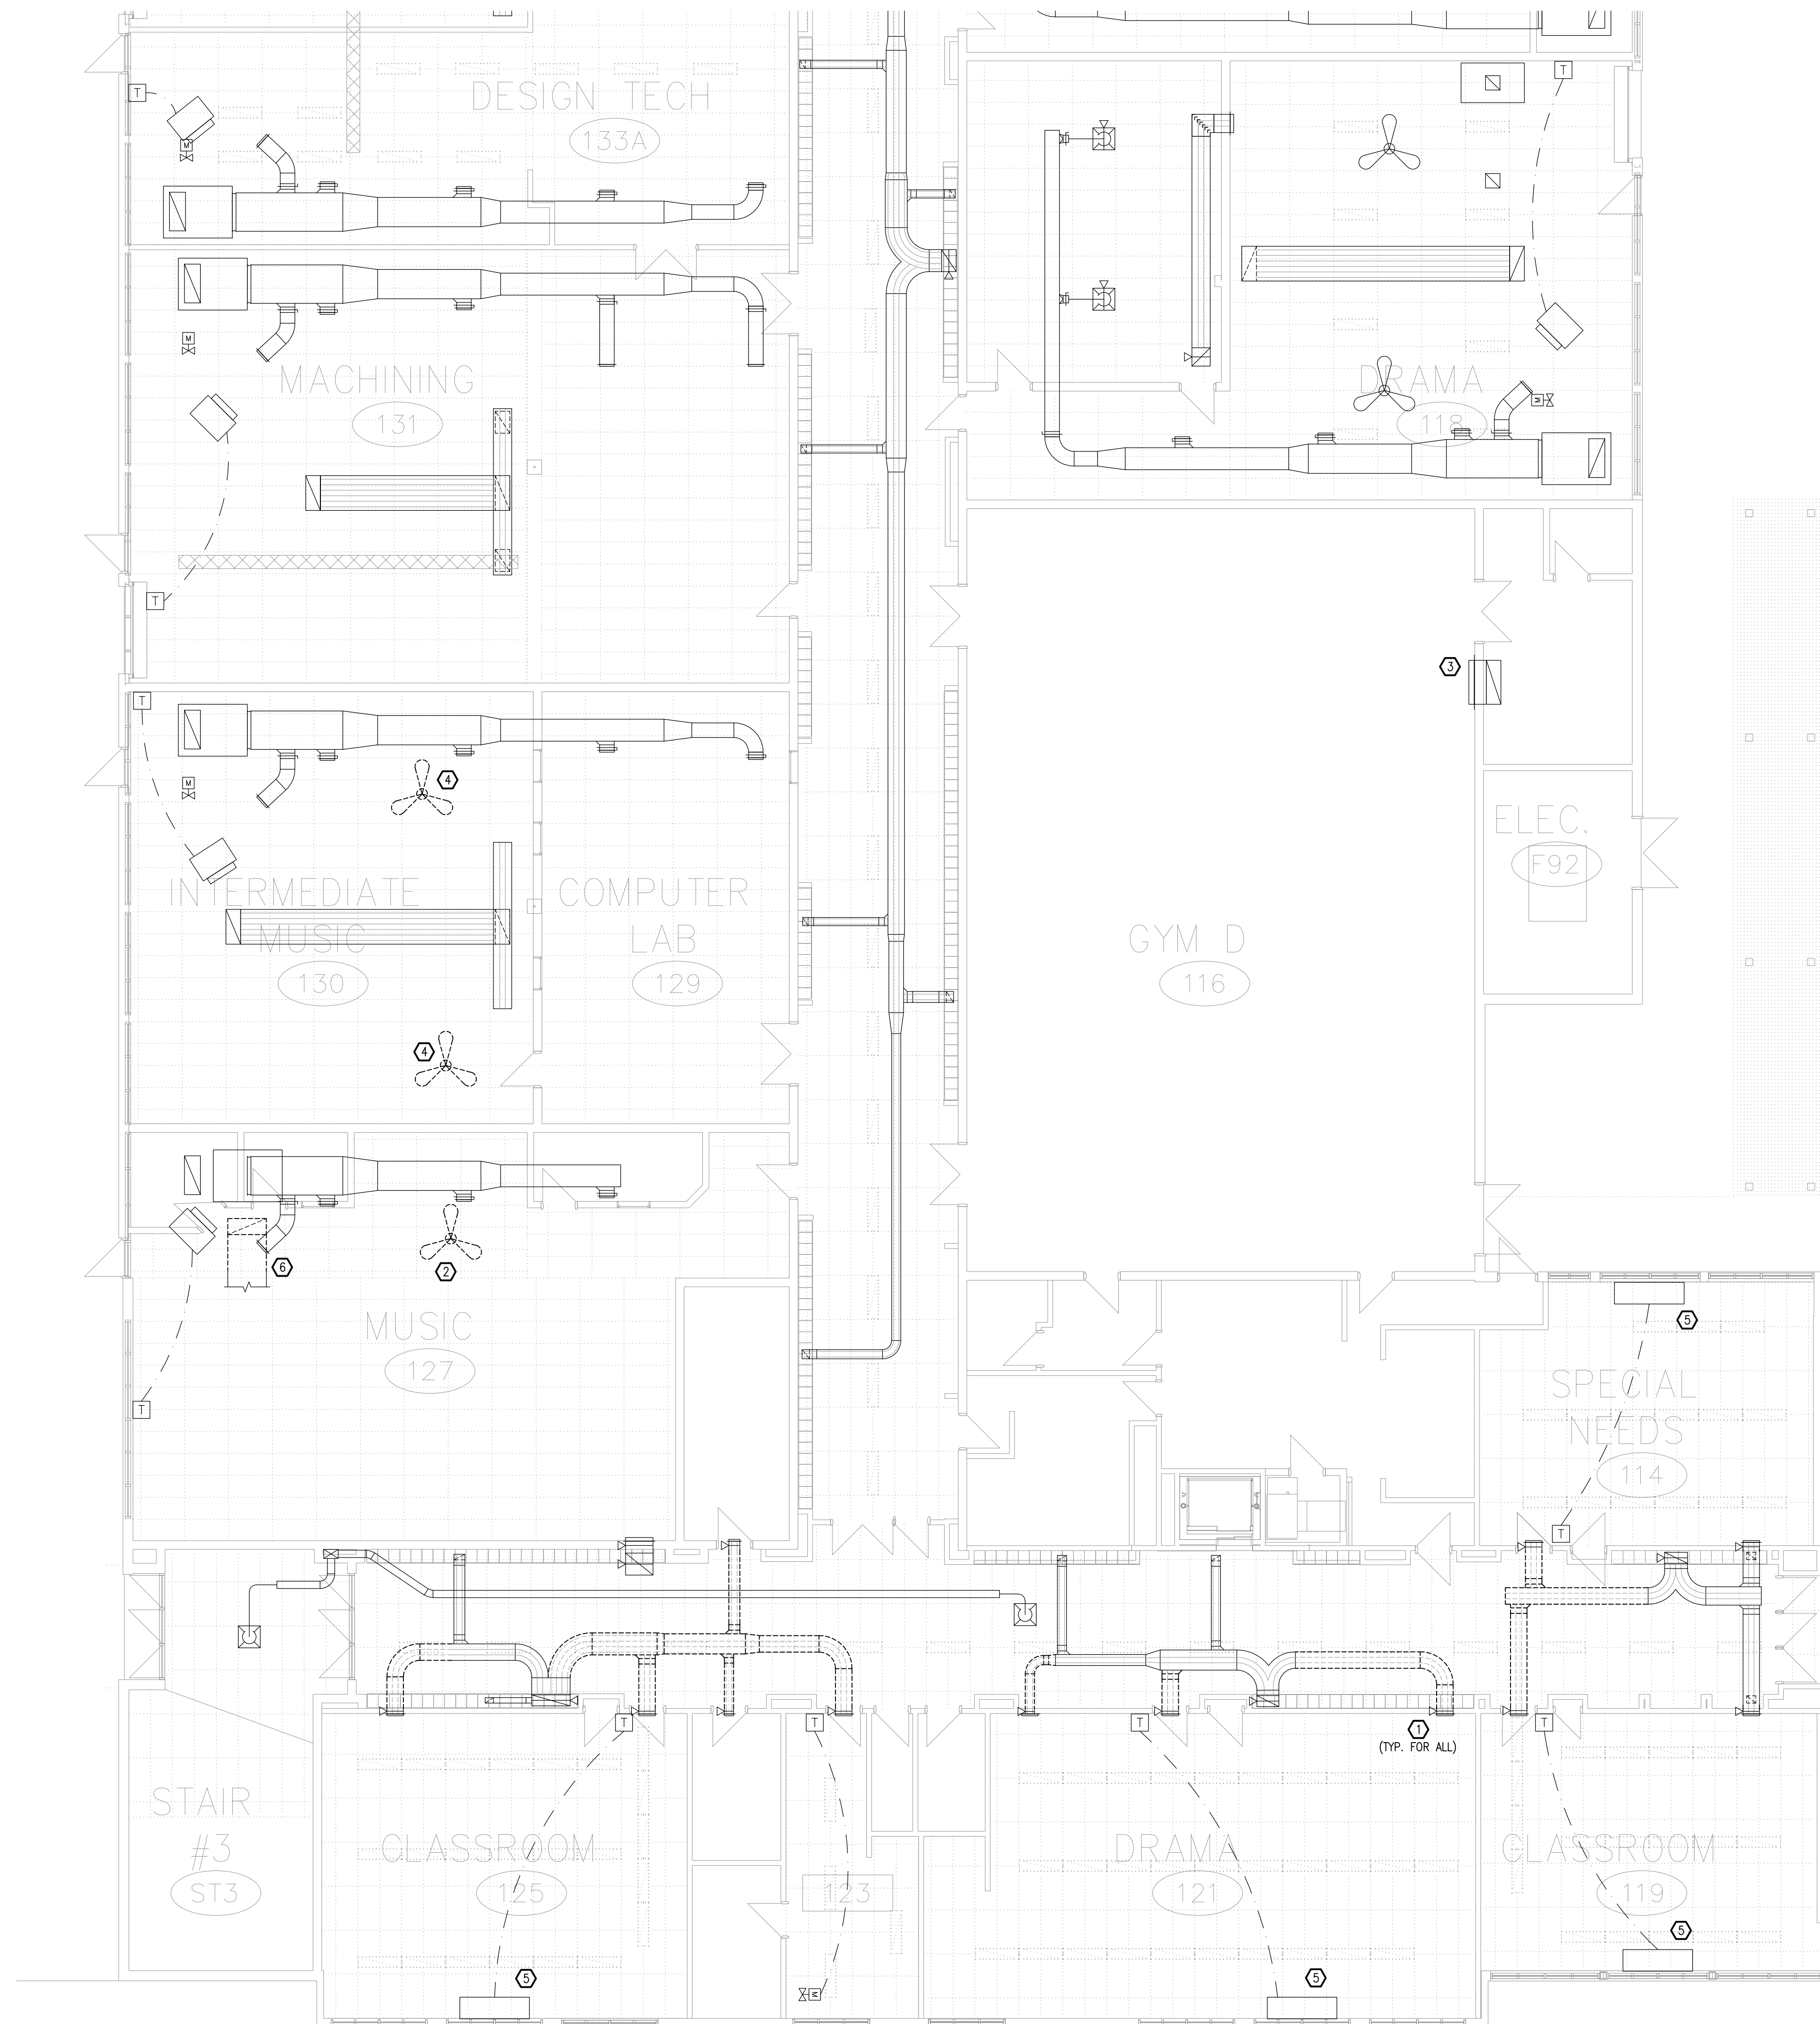 DESIGN TECH
133A
T
T
M
M
MACHINING
131
DRAMA
118
M
T
3
T
4
M
ELEC.
F92
INTERMEDIATE
MUSIC
130
COMPUTER
LAB
129
GYM D
116
4
6
2
5
MUSIC
127
T
SPECIAL
NEEDS
114
T
T
T
T
1
T
(TYP. FOR ALL)
STAIR
#3
ST3
CLASSROOM
125
123
DRAMA
121
CLASSROOM
119
5
5
M
5